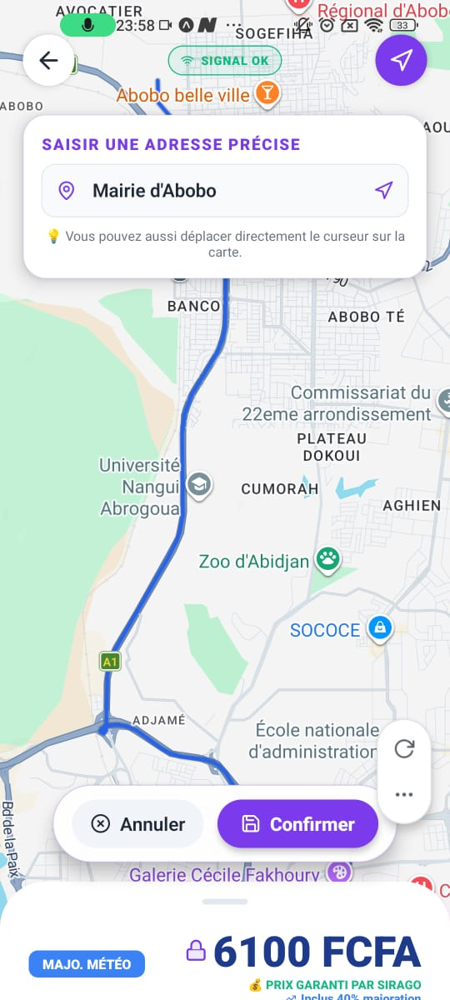 AVOCATIER
Régional d'Abob
23:58
33
SOGEFIHA
SIGNAL OK
Abobo belle ville
ABOBO
SAISIR UNE ADRESSE PRÉCISE
Mairie d'Abobo
💡 Vous pouvez aussi déplacer directement le curseur sur la
carte.
BANCO
ABOBO TÉ
Commissariat du
22eme arrondissement
PLATEAU
DOKOUI
Université
Nangui
Abrogoua
CUMORAH
AGHIEN
Zoo d'Abidjan
SOCOCE
A1
ADJAMÉ
École nationale
d'administration
Bd de la Paix
Annuler
Confirmer
Galerie Cécile Fakhoury
6100 FCFA
MAJO. MÉTÉO
💰 PRIX GARANTI PAR SIRAGO
Inclus 40% majoration